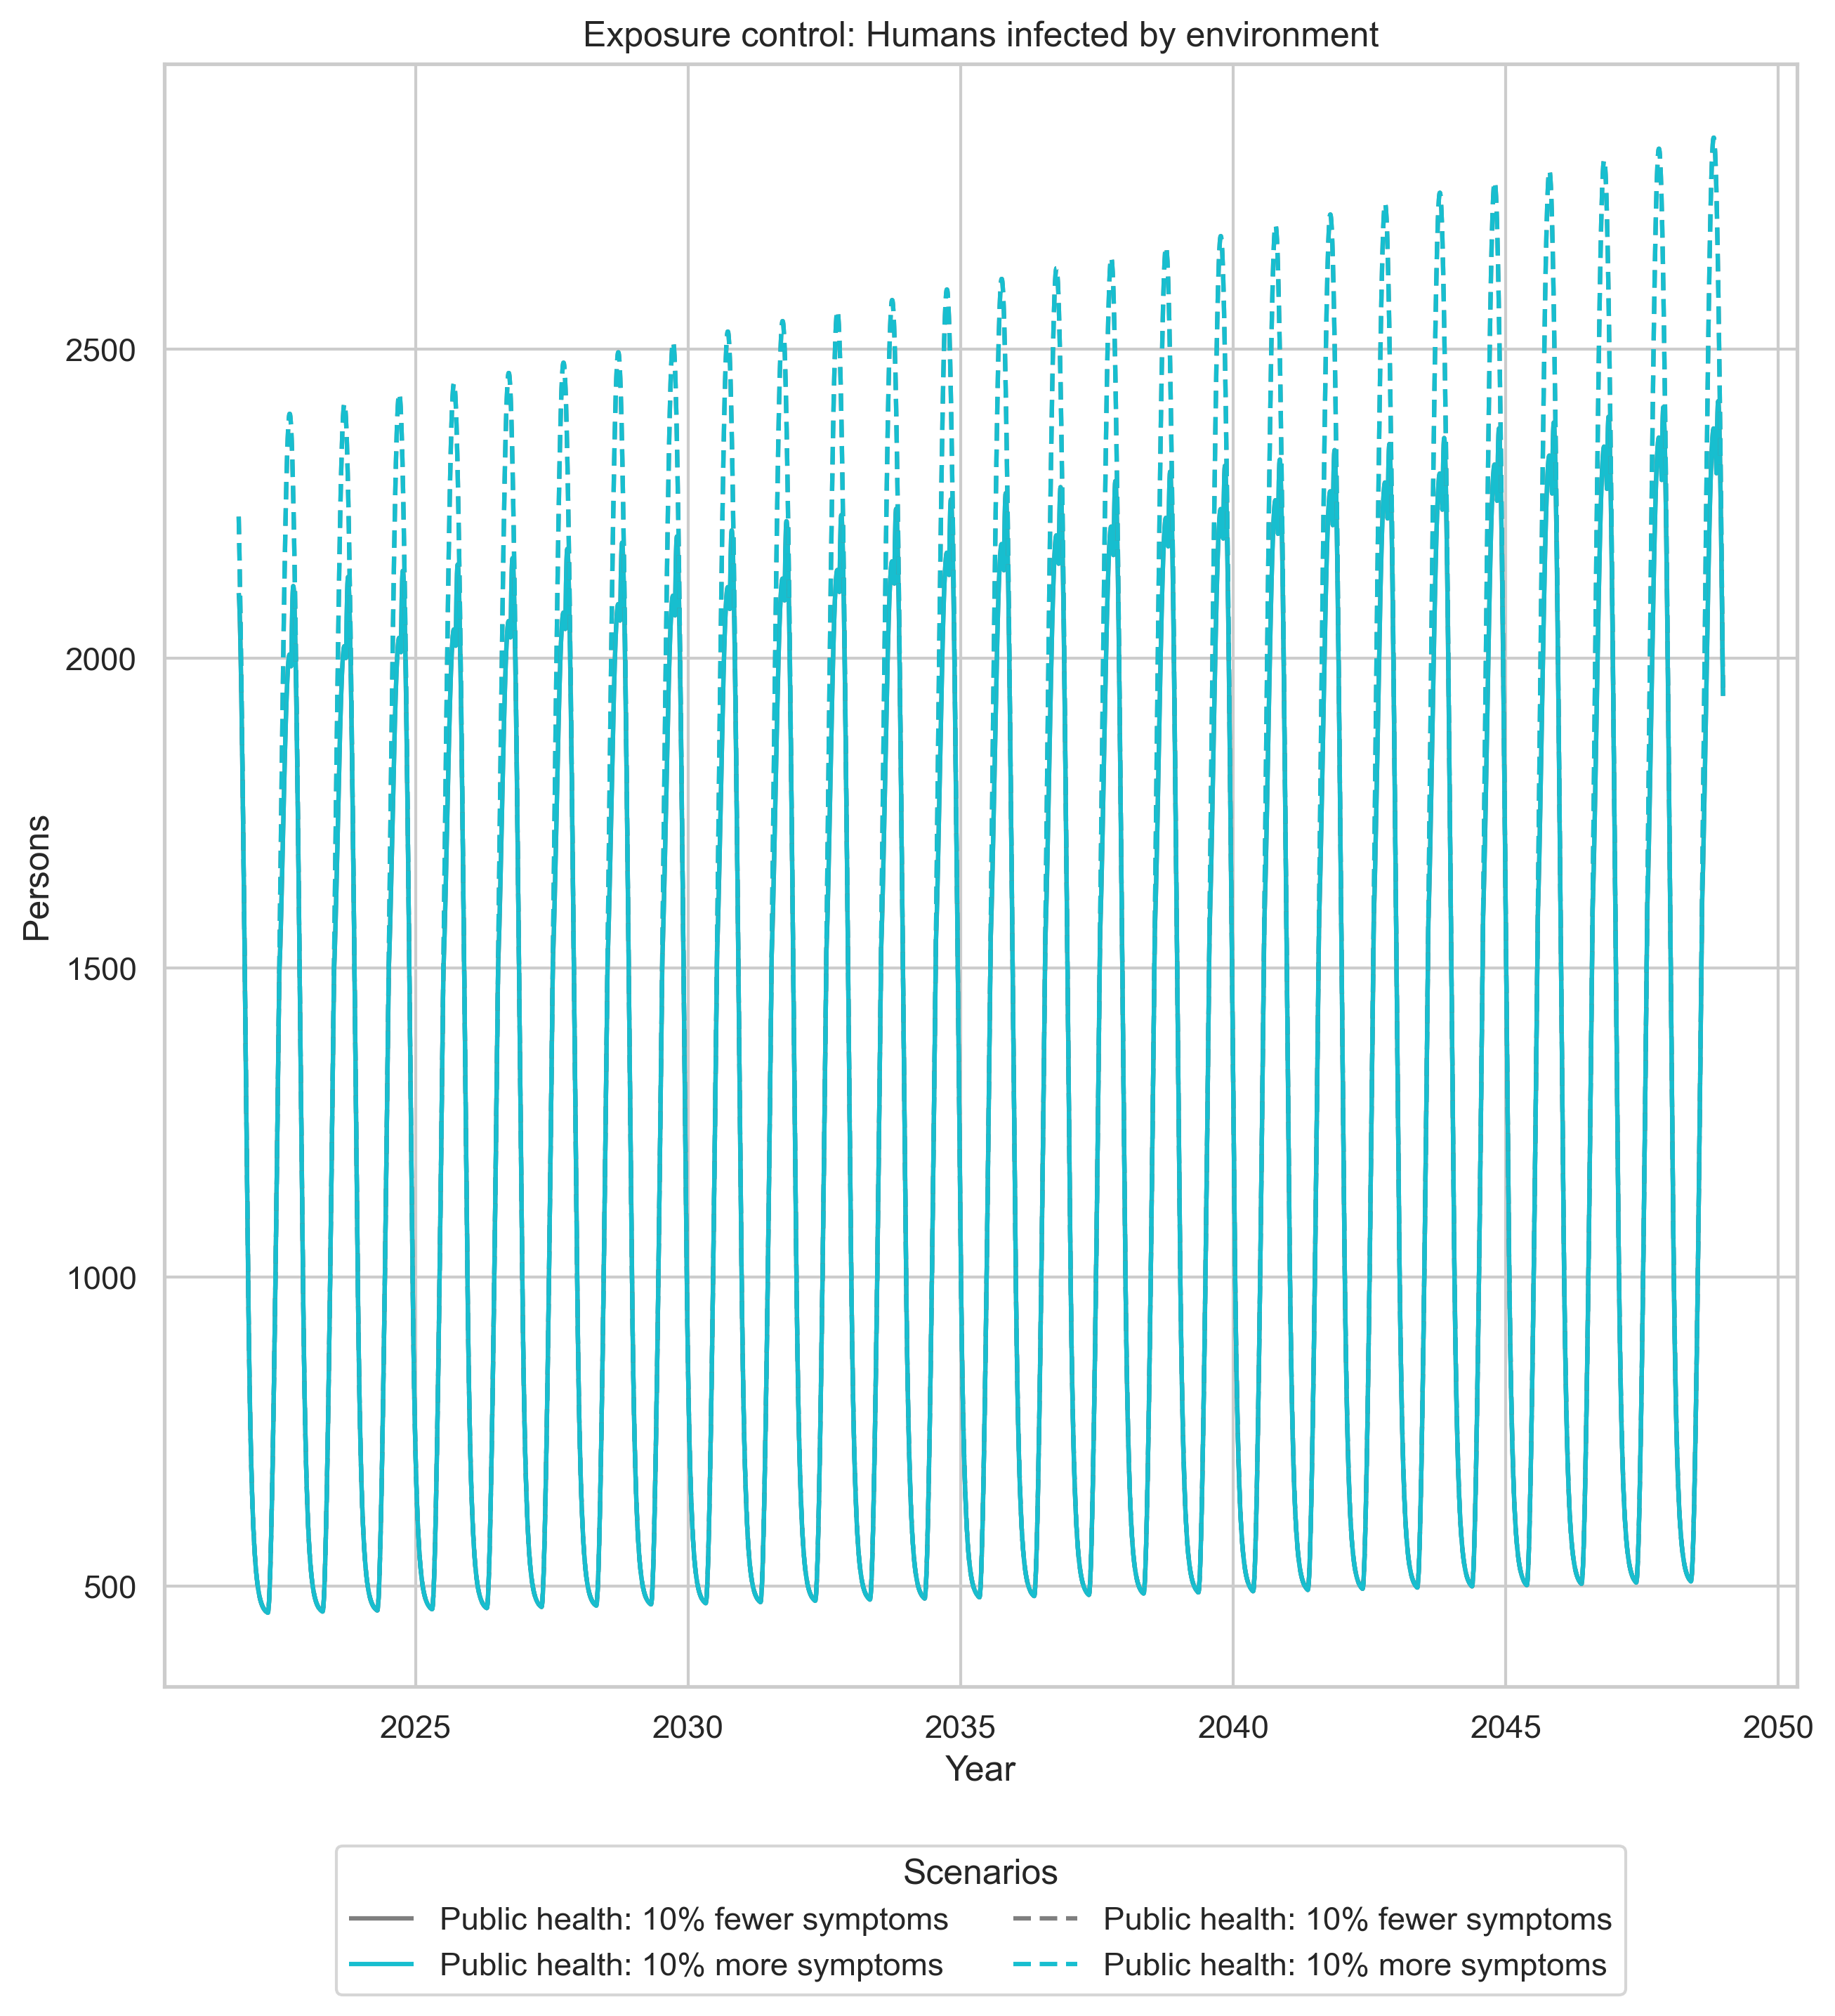 Exposure control: Humans infected by environment
Persons
2500
2000
1500
1000
500
2025 2030 2035 2040 2045 2050
Year
Scenarios
Public health: 10% fewer symptoms Public health: 10% fewer symptoms
Public health: 10% more symptoms Public health: 10% more symptoms